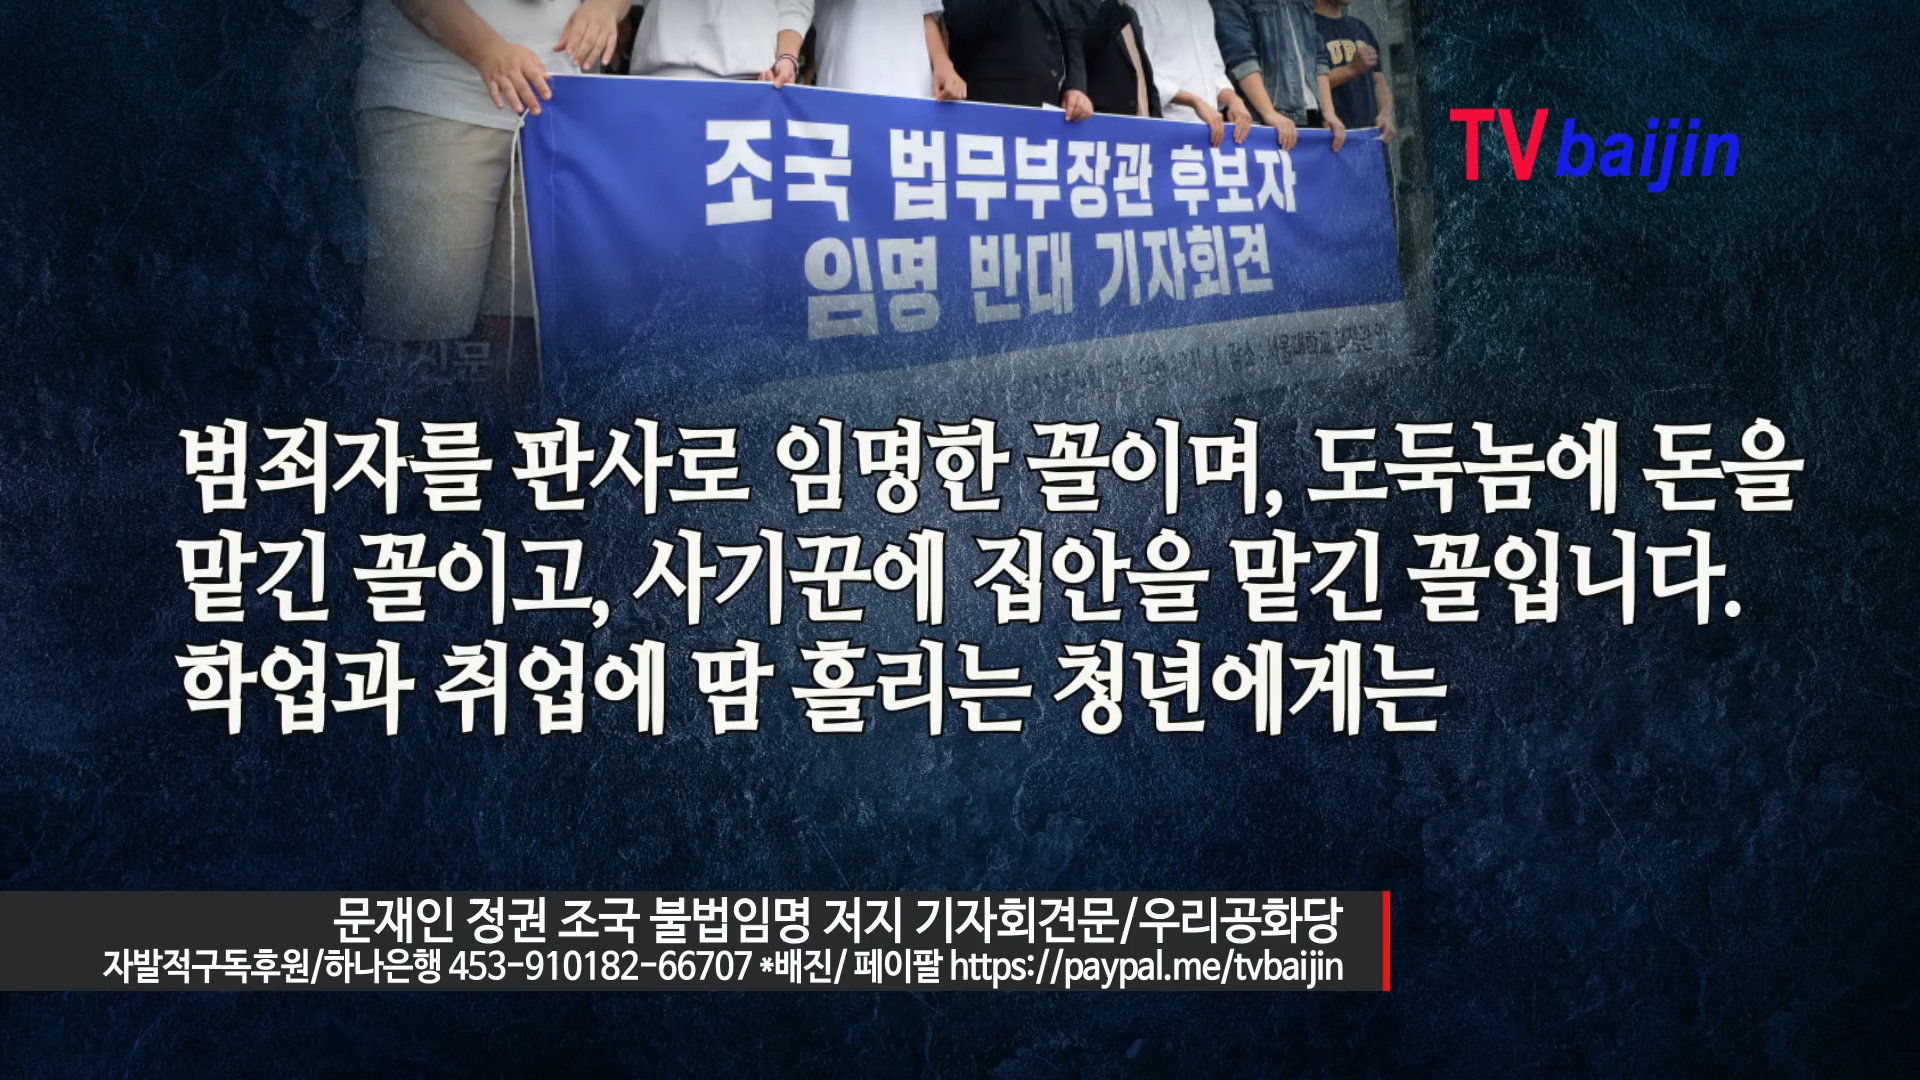 조국 법무부장관 후보자
임명 반대 기자회견
TVbaijin
신문
범죄자를 판사로 임명한 꼴이며, 도둑놈에 돈을
맡긴 꼴이고, 사기꾼에 집안을 맡긴 꼴입니다.
학업과 취업에 땀 흘리는 청년에게는
문재인 정권 조국 불법임명 저지 기자회견문/우리공화당
자발적구독후원/하나은행 453-910182-66707 *배진/ 페이팔 https://paypal.me/tvbaijin